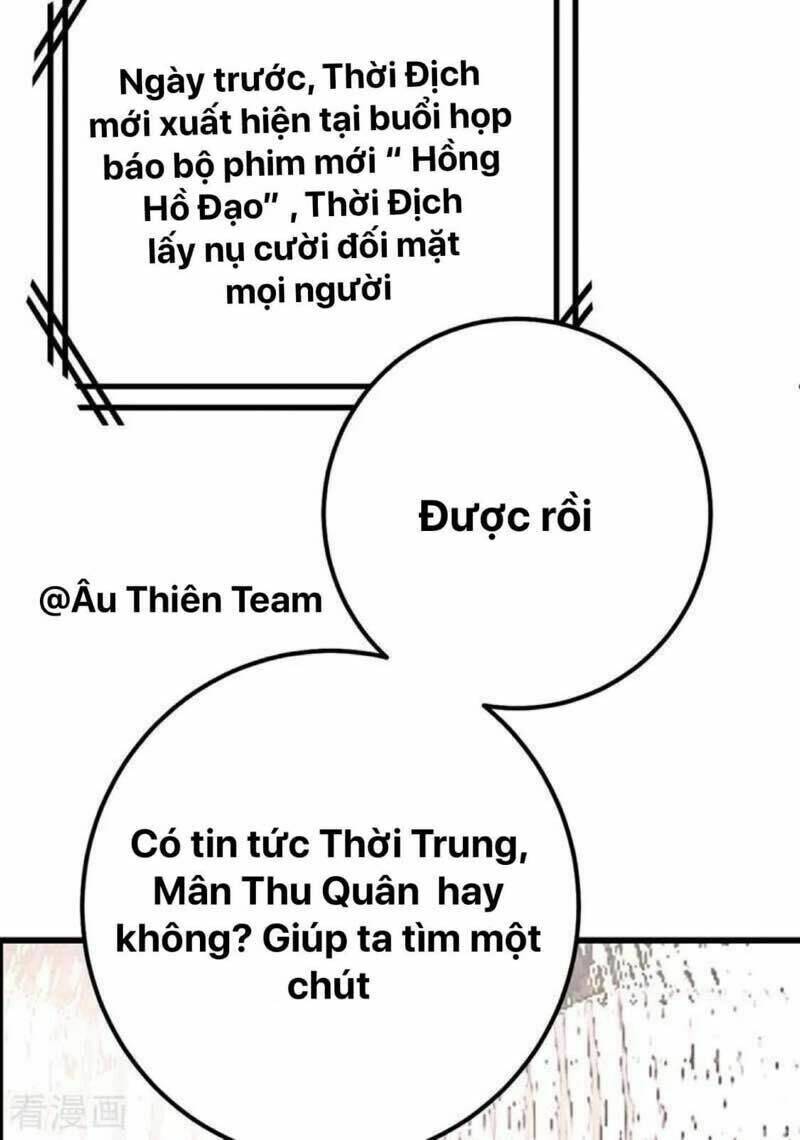 Ngày trước, Thời Địch
mới xuất hiện tại buổi họp
báo bộ phim mới “ Hồng
Hồ Đạo” , Thời Địch
lấy nụ cười đối mặt
mọi người
Được rồi
@Âu Thiên Team
Có tin tức Thời Trung,
Mân Thu Quân hay
không? Giúp ta tìm một
chút
看漫画